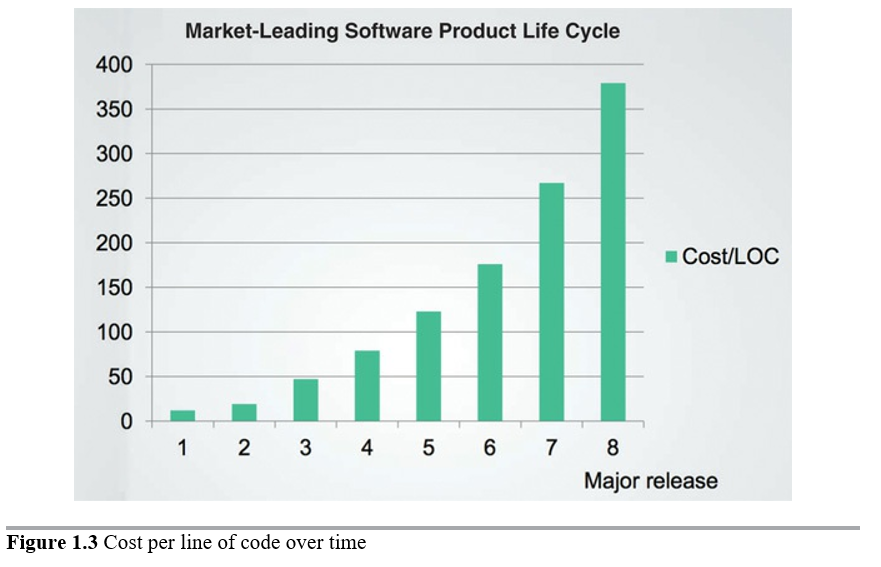 Market-Leading Software Product Life Cycle
400
350
300
250
200
150
100
50
0
Cost/LOC
1 2 3 4 5 6 7 8
Major release
Figure 1.3 Cost per line of code over time